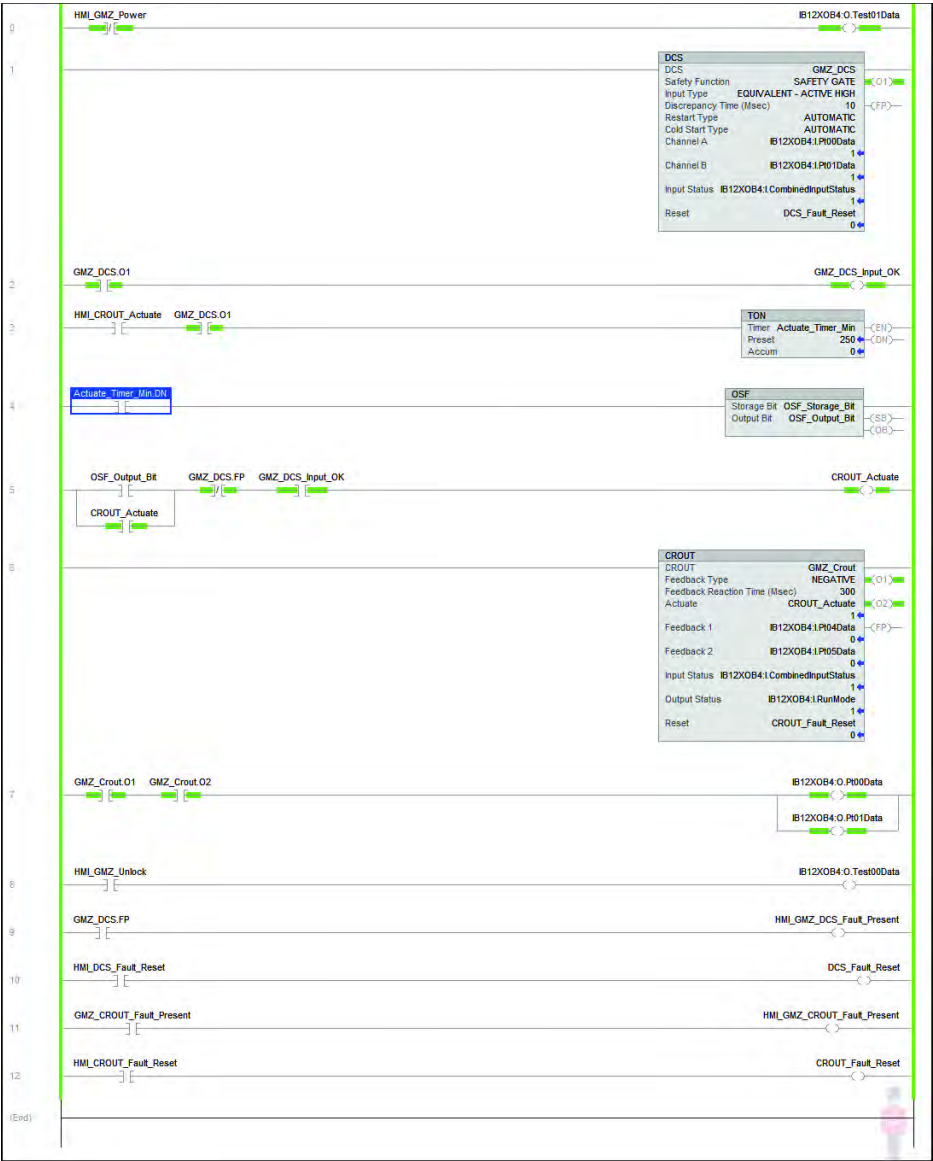 HMI_GMZ_Power IB12XOB4:O.Test01Data
0
1
DCS
DCS GMZ_DCS
Safety Function SAFETY GATE (O1)
Input Type EQUIVALENT - ACTIVE HIGH
Discrepancy Time (Msec) 10 (FP)
Restart Type AUTOMATIC
Cold Start Type AUTOMATIC
Channel A IB12XOB4:I.Pt00Data
1
Channel B IB12XOB4:I.Pt01Data
1
Input Status IB12XOB4:I.CombinedInputStatus
1
Reset DCS_Fault_Reset
0
GMZ_DCS.O1 GMZ_DCS_Input_OK
2
HMI_CROUT_Actuate GMZ_DCS.O1
3
TON
Timer Actuate_Timer_Min (EN)
Preset 250 (DN)
Accum 0
Actuate_Timer_Min.DN
4
OSF
Storage Bit OSF_Storage_Bit
Output Bit OSF_Output_Bit (SB)
(OB)
OSF_Output_Bit GMZ_DCS.FP GMZ_DCS_Input_OK CROUT_Actuate
5
CROUT_Actuate
6
CROUT
CROUT GMZ_Crout
Feedback Type NEGATIVE (O1)
Feedback Reaction Time (Msec) 300
Actuate CROUT_Actuate (O2)
1
Feedback 1 IB12XOB4:I.Pt04Data (FP)
0
Feedback 2 IB12XOB4:I.Pt05Data
0
Input Status IB12XOB4:I.CombinedInputStatus
1
Output Status IB12XOB4:I.RunMode
1
Reset CROUT_Fault_Reset
0
GMZ_Crout.O1 GMZ_Crout.O2 IB12XOB4:O.Pt00Data
7
IB12XOB4:O.Pt01Data
HMI_GMZ_Unlock IB12XOB4:O.Test00Data
8
GMZ_DCS.FP HMI_GMZ_DCS_Fault_Present
9
HMI_DCS_Fault_Reset DCS_Fault_Reset
10
GMZ_CROUT_Fault_Present HMI_GMZ_CROUT_Fault_Present
11
HMI_CROUT_Fault_Reset CROUT_Fault_Reset
12
(End)